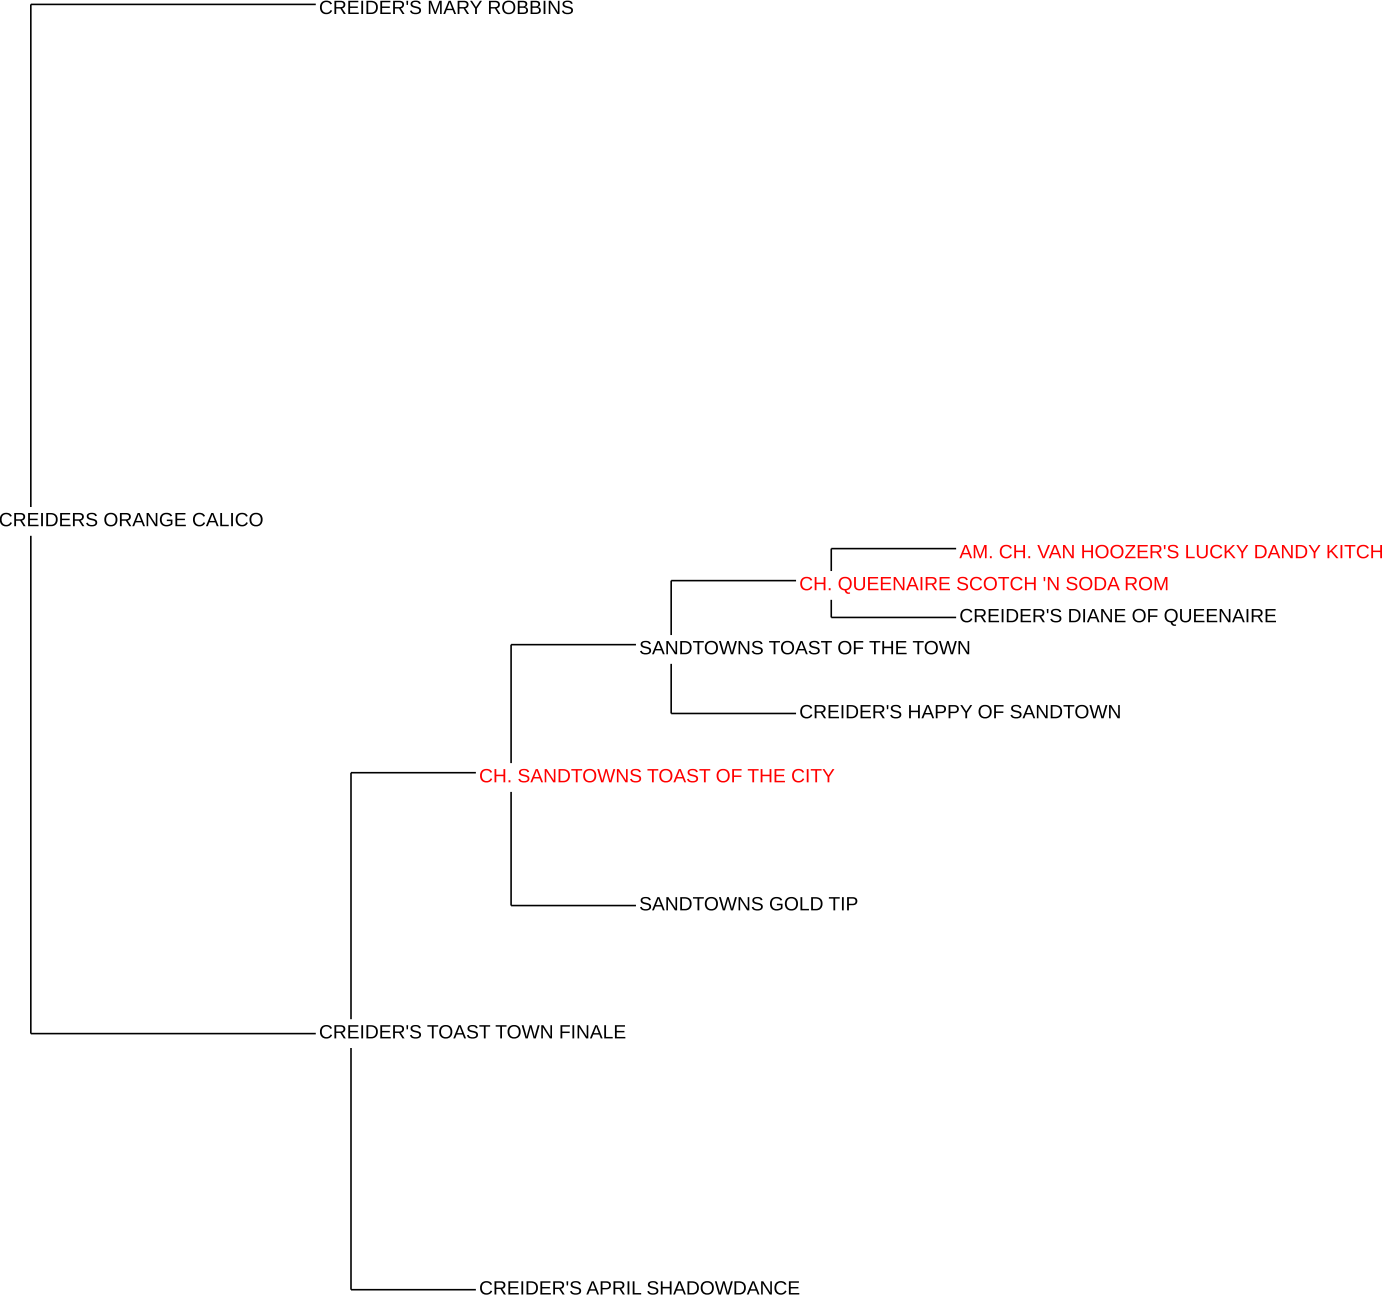 CREIDER'S MARY ROBBINS
CREIDERS ORANGE CALICO
AM. CH. VAN HOOZER'S LUCKY DANDY KITCH
CH. QUEENAIRE SCOTCH 'N SODA ROM
CREIDER'S DIANE OF QUEENAIRE
SANDTOWNS TOAST OF THE TOWN
CREIDER'S HAPPY OF SANDTOWN
CH. SANDTOWNS TOAST OF THE CITY
SANDTOWNS GOLD TIP
CREIDER'S TOAST TOWN FINALE
CREIDER'S APRIL SHADOWDANCE